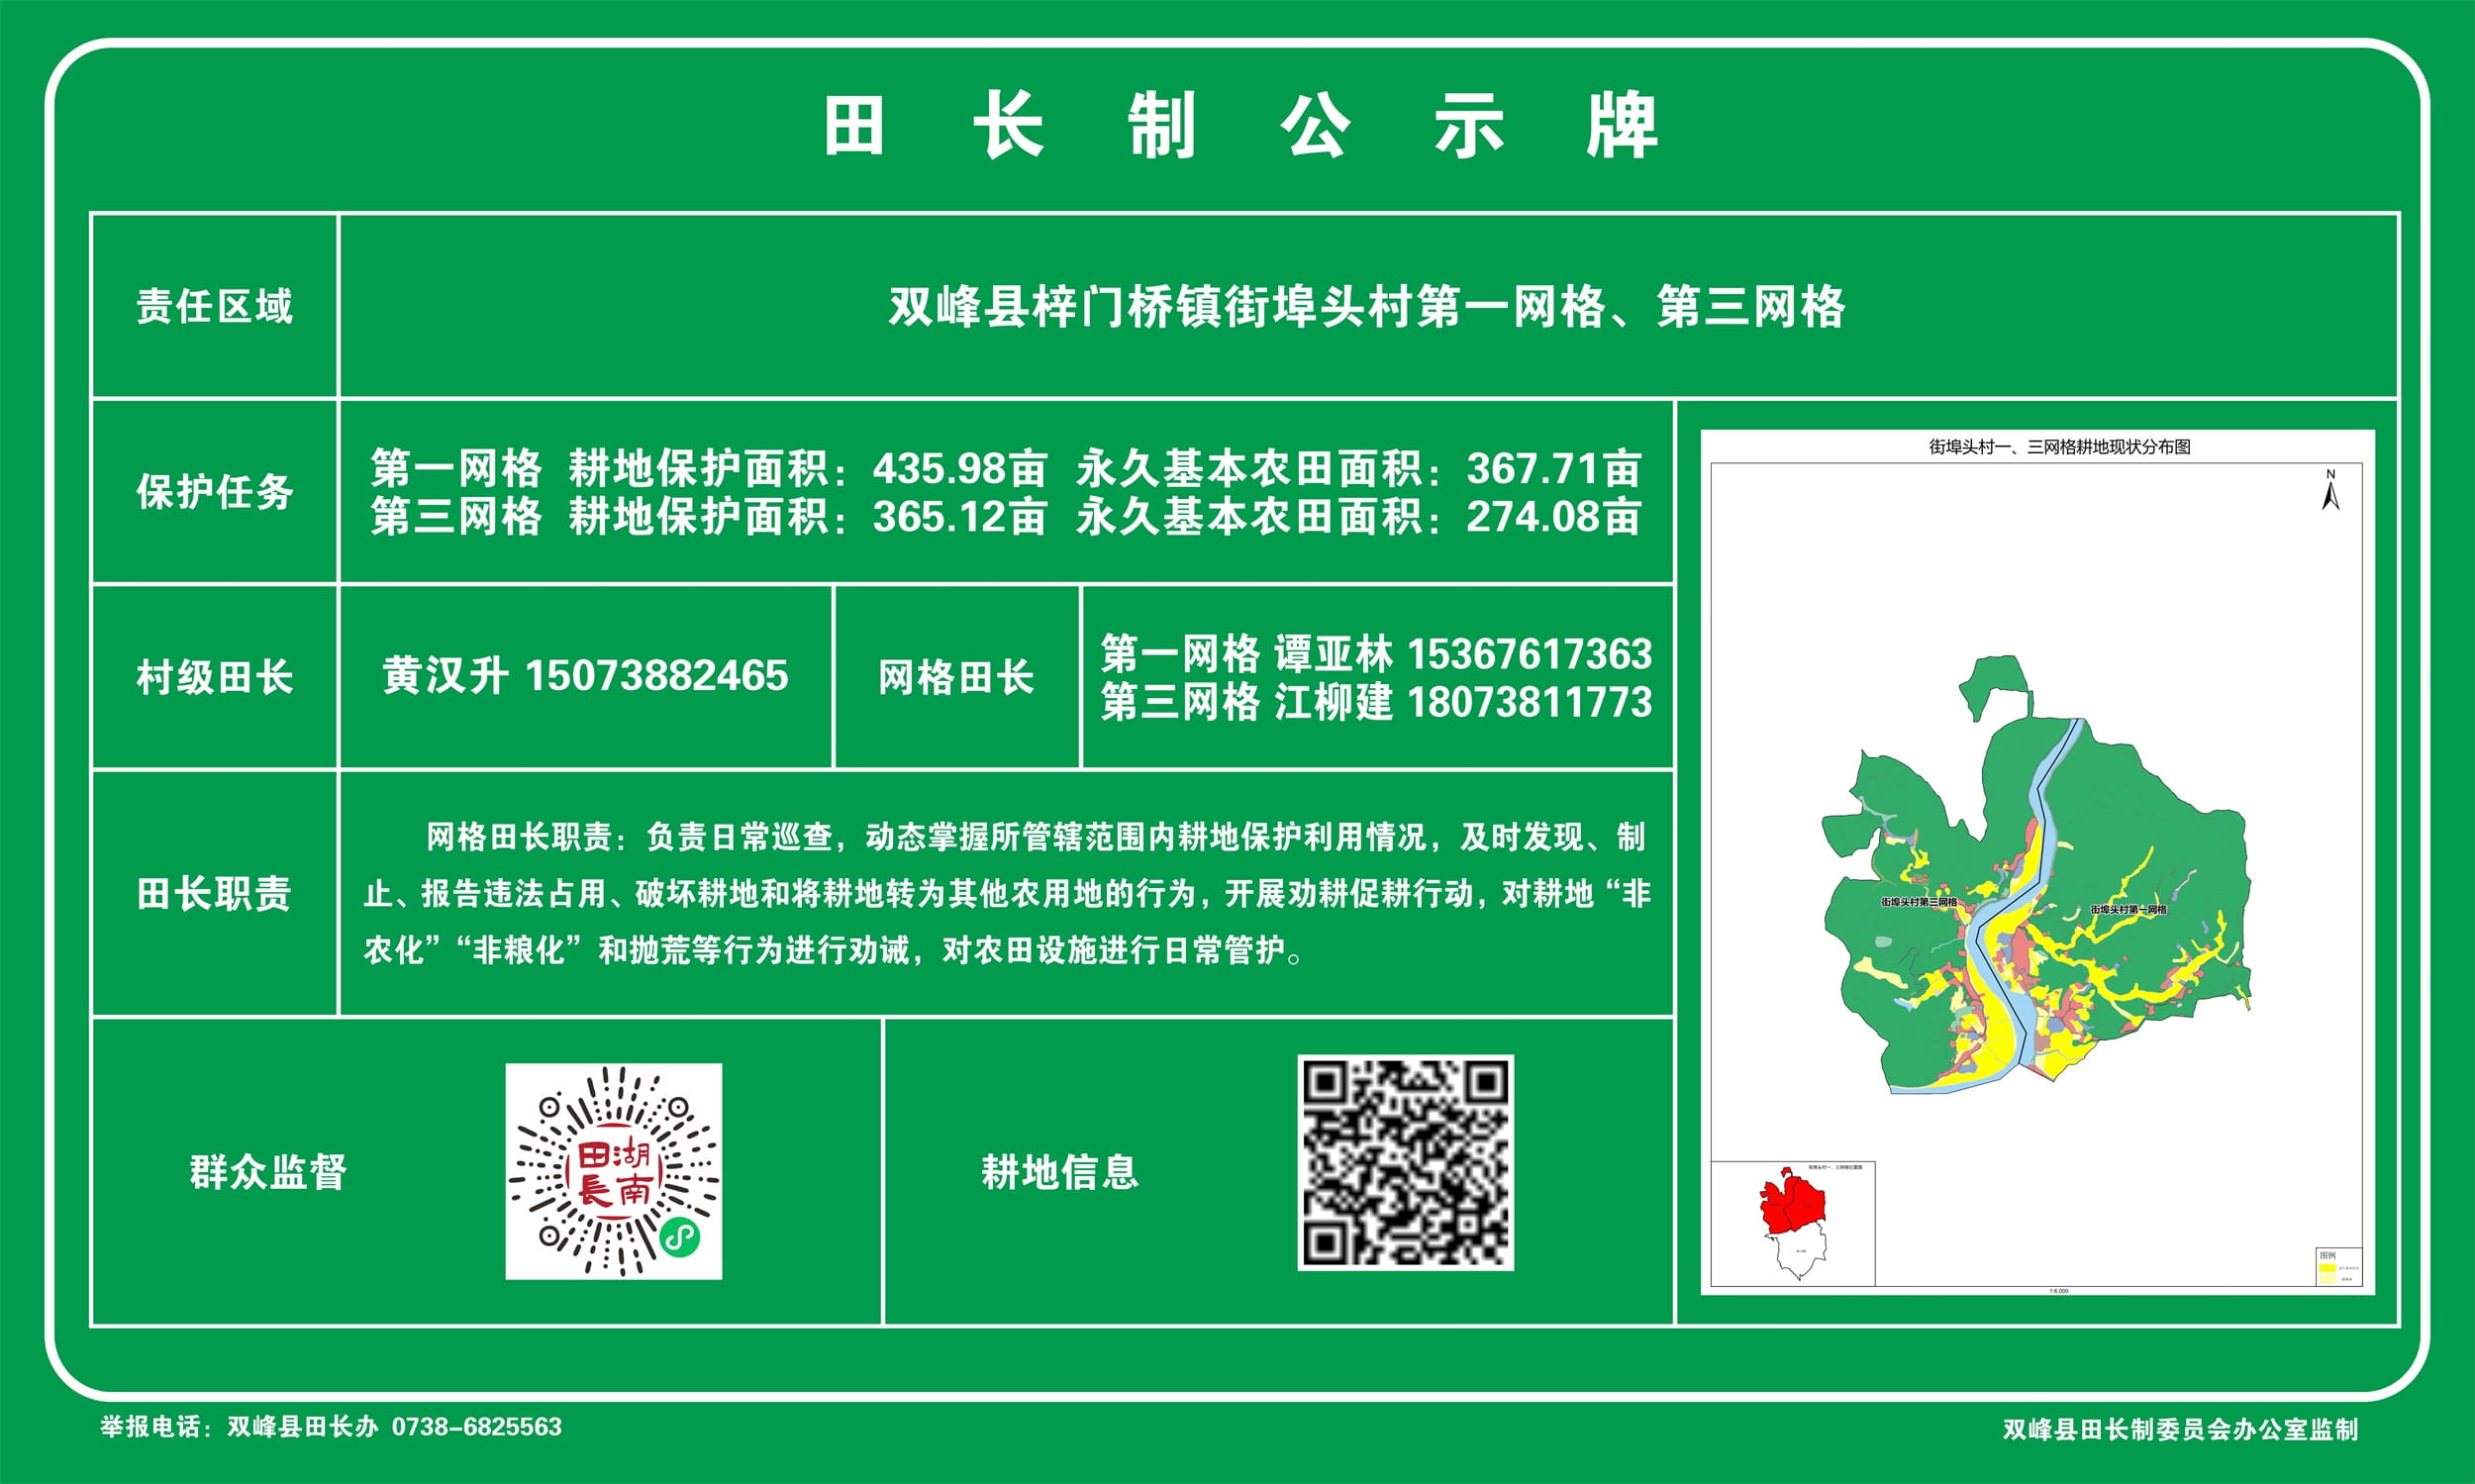 田长制公示牌
责任区域
双峰县梓门桥镇街埠头村第一网格、第三网格
保护任务
第一网格 耕地保护面积：435.98亩 永久基本农田面积：367.71亩
第三网格 耕地保护面积：365.12亩 永久基本农田面积：274.08亩
村级田长
黄汉升 15073882465
网格田长
第一网格 谭亚林 15367617363
第三网格 江柳建 18073811773
田长职责
网格田长职责：负责日常巡查，动态掌握所管辖范围内耕地保护利用情况，及时发现、制
止、报告违法占用、破坏耕地和将耕地转为其他农用地的行为，开展劝耕促耕行动，对耕地“非
农化”“非粮化”和抛荒等行为进行劝诫，对农田设施进行日常管护。
群众监督
湖南
田長
耕地信息
街埠头村一、三网格耕地现状分布图
N
街埠头村第三网格
街埠头村第一网格
图例
1:6,000
举报电话：双峰县田长办 0738-6825563
双峰县田长制委员会办公室监制